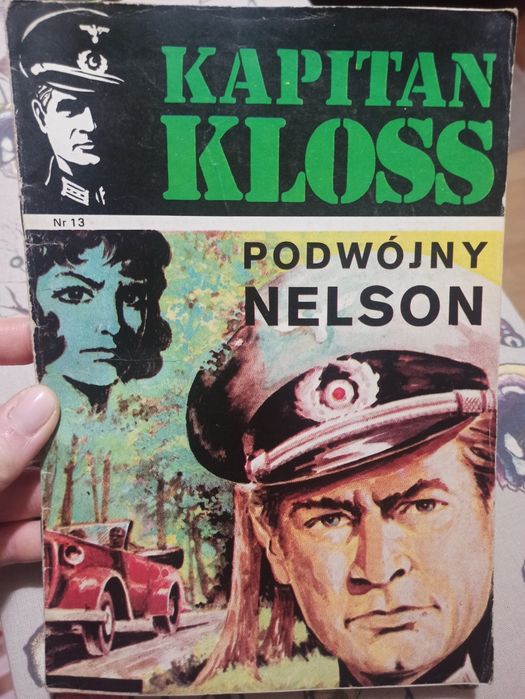 KAPITAN
KLOSS
Nr 13
PODWÓJNY
NELSON